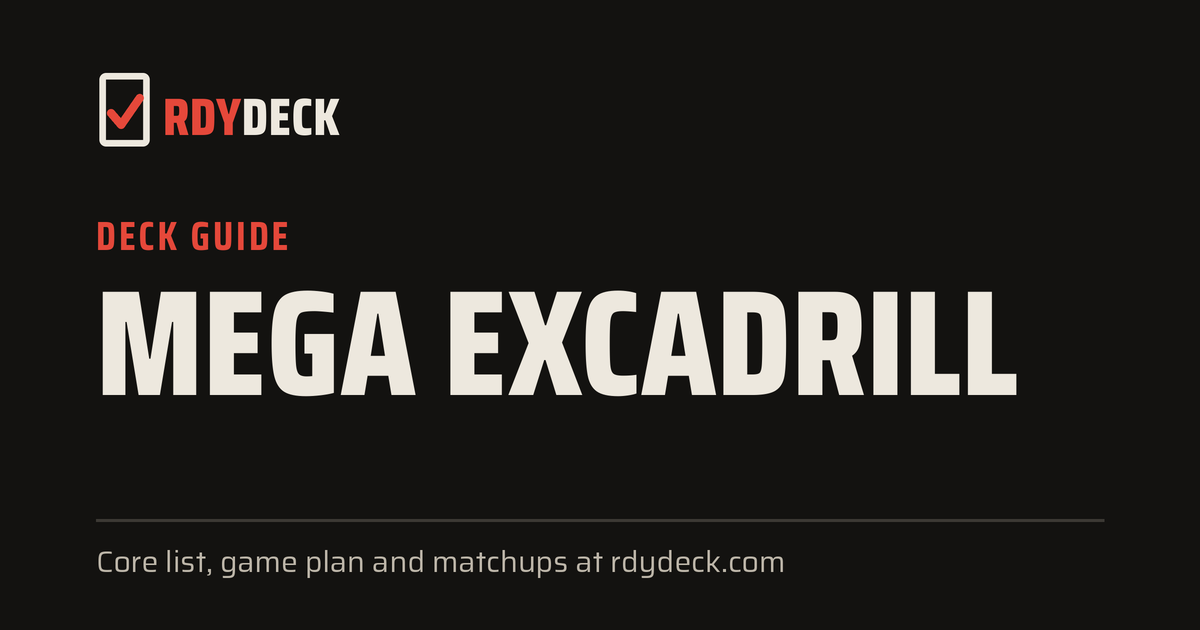 RDYDECK
DECK GUIDE
MEGA EXCADRILL
Core list, game plan and matchups at rdydeck.com